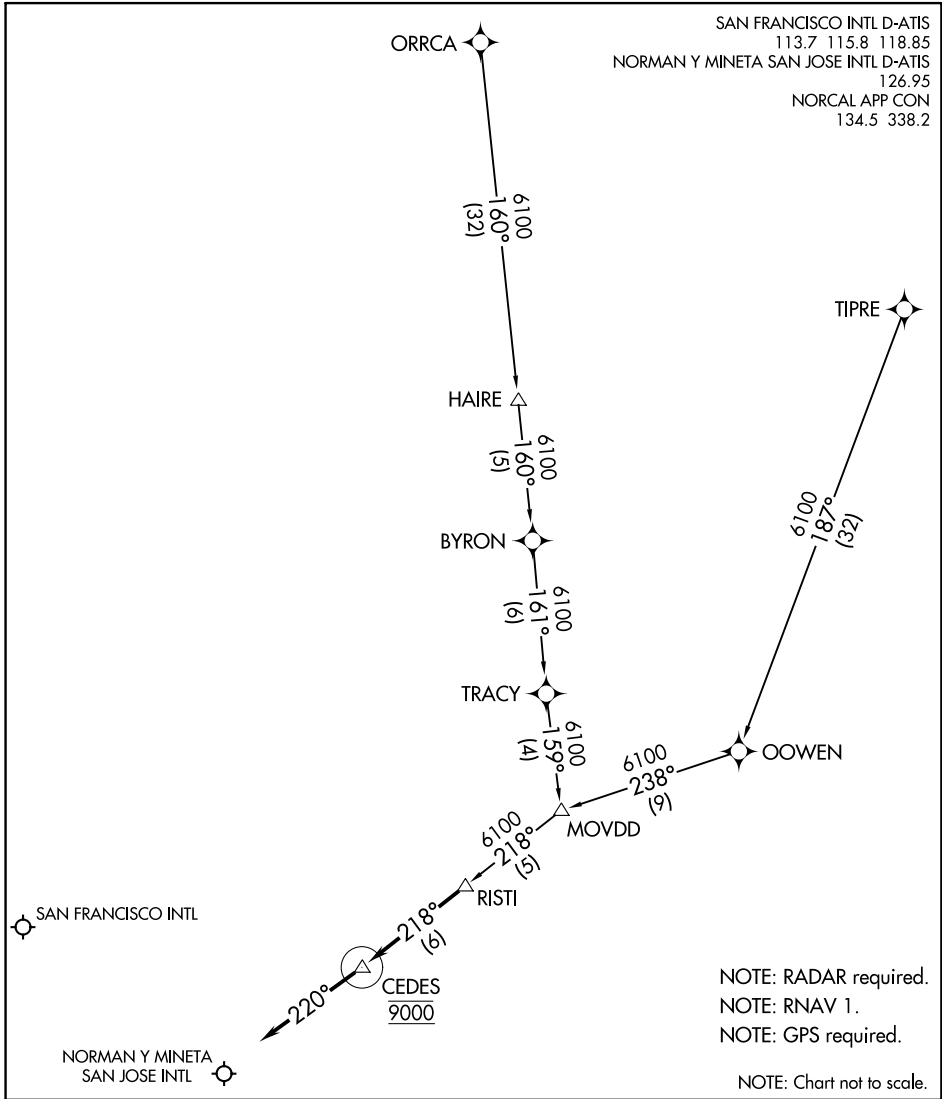 SAN FRANCISCO INTL D-ATIS
113.7 115.8 118.85
NORMAN Y MINETA SAN JOSE INTL D-ATIS
126.95
NORCAL APP CON
134.5 338.2
ORRCA
6100
160°
(32)
TIPRE
HAIRE
6100
160°
(5)
6100
187°
(32)
BYRON
6100
161°
(6)
TRACY
6100
159°
(4)
OOWEN
6100
238°
(9)
MOVDD
6100
218°
(5)
RISTI
SAN FRANCISCO INTL
218°
(6)
CEDES
9000
220°
NORMAN Y MINETA
SAN JOSE INTL
NOTE: RADAR required.
NOTE: RNAV 1.
NOTE: GPS required.
NOTE: Chart not to scale.